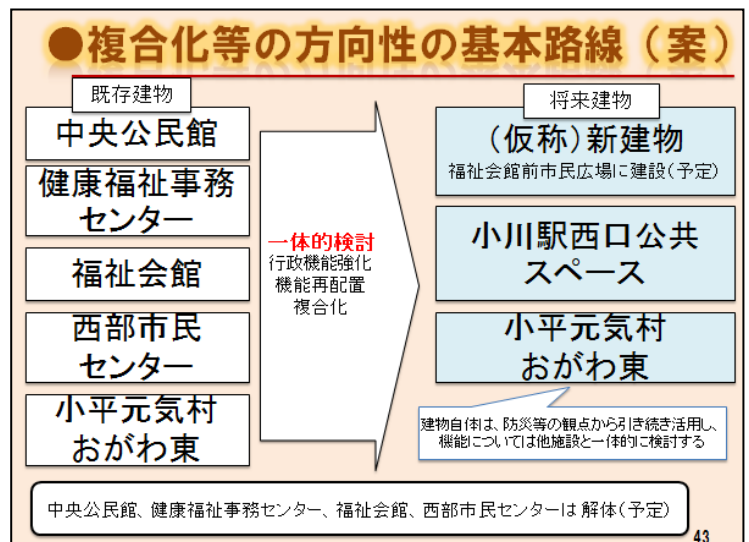 ●複合化等の方向性の基本路線（案）
既存建物
中央公民館
健康福祉事務
センター
福祉会館
西部市民
センター
小平元気村
おがわ東
一体的検討
行政機能強化
機能再配置
複合化
将来建物
（仮称）新建物
福祉会館前市民広場に建設（予定）
小川駅西口公共
スペース
小平元気村
おがわ東
建物自体は、防災等の観点から引き続き活用し、
機能については他施設と一体的に検討する
中央公民館、健康福祉事務センター、福祉会館、西部市民センターは解体（予定）
43